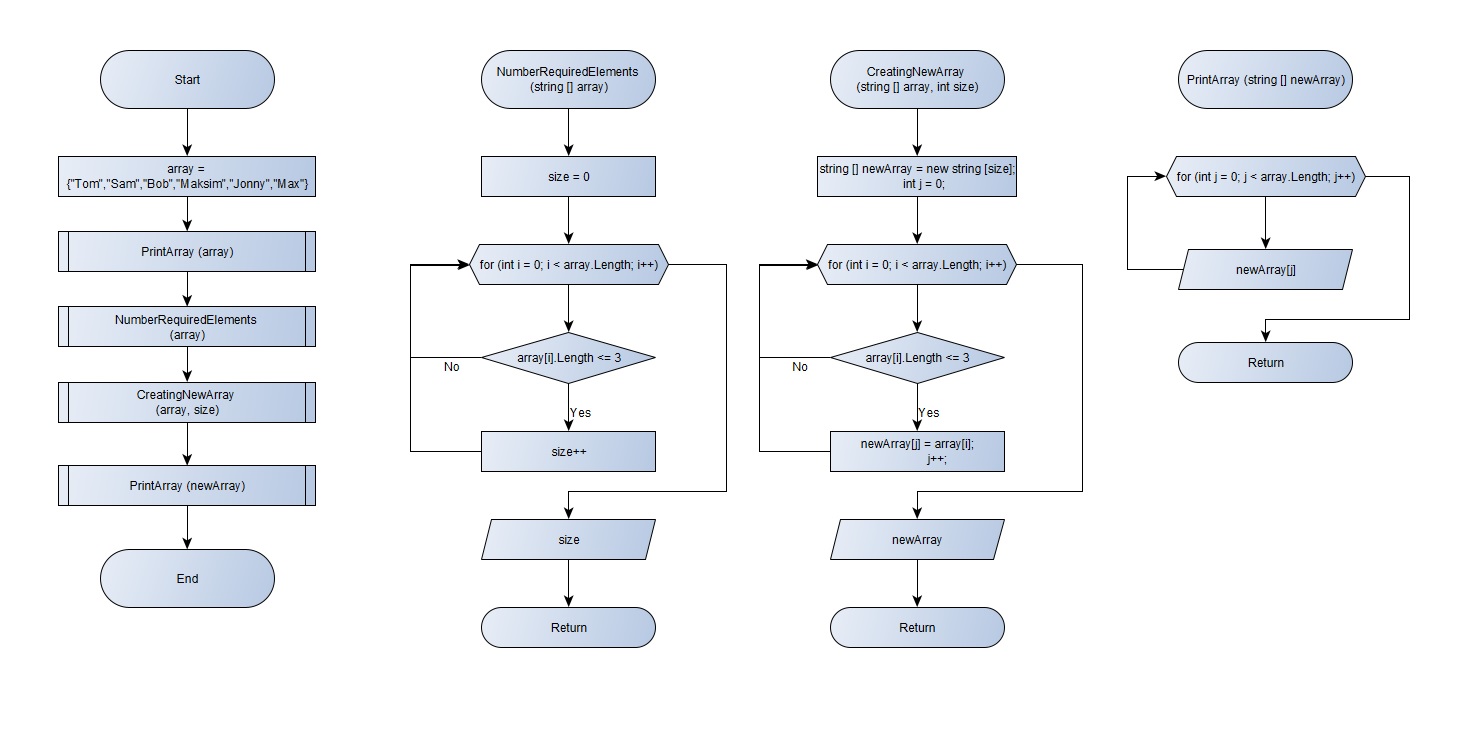 Start
array =
{"Tom","Sam","Bob","Maksim","Jonny","Max"}
PrintArray (array)
NumberRequiredElements
(array)
CreatingNewArray
(array, size)
PrintArray (newArray)
End
NumberRequiredElements
(string [] array)
size = 0
for (int i = 0; i < array.Length; i++)
array[i].Length <= 3
No
Yes
size++
size
Return
CreatingNewArray
(string [] array, int size)
string [] newArray = new string [size];
int j = 0;
for (int i = 0; i < array.Length; i++)
array[i].Length <= 3
No
Yes
newArray[j] = array[i];
j++;
newArray
Return
PrintArray (string [] newArray)
for (int j = 0; j < array.Length; j++)
newArray[j]
Return